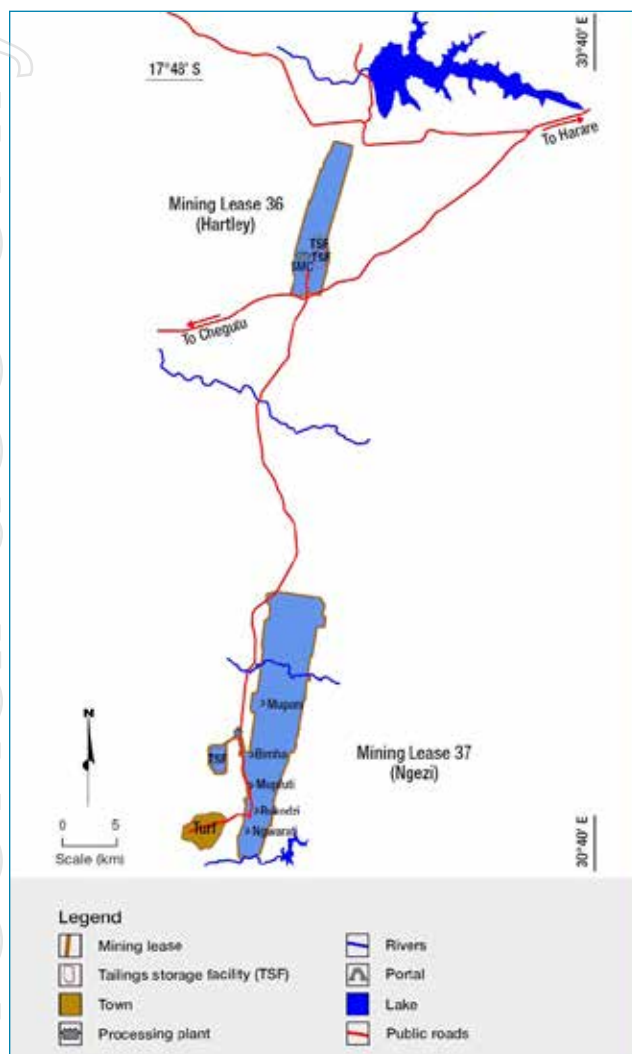 17°48' S
30°40' E
To Harare
Mining Lease 36
(Hartley)
TSF
TSF
SMC
To Chegutu
Mupani
Mining Lease 37
(Ngezi)
TSF
Bimha
Mupfuti
Rukodzi
Turf
Ngwarati
N
0 5
Scale (km)
30°40' E
Legend
Mining lease
Rivers
Tailings storage facility (TSF)
Portal
Town
Lake
Processing plant
Public roads